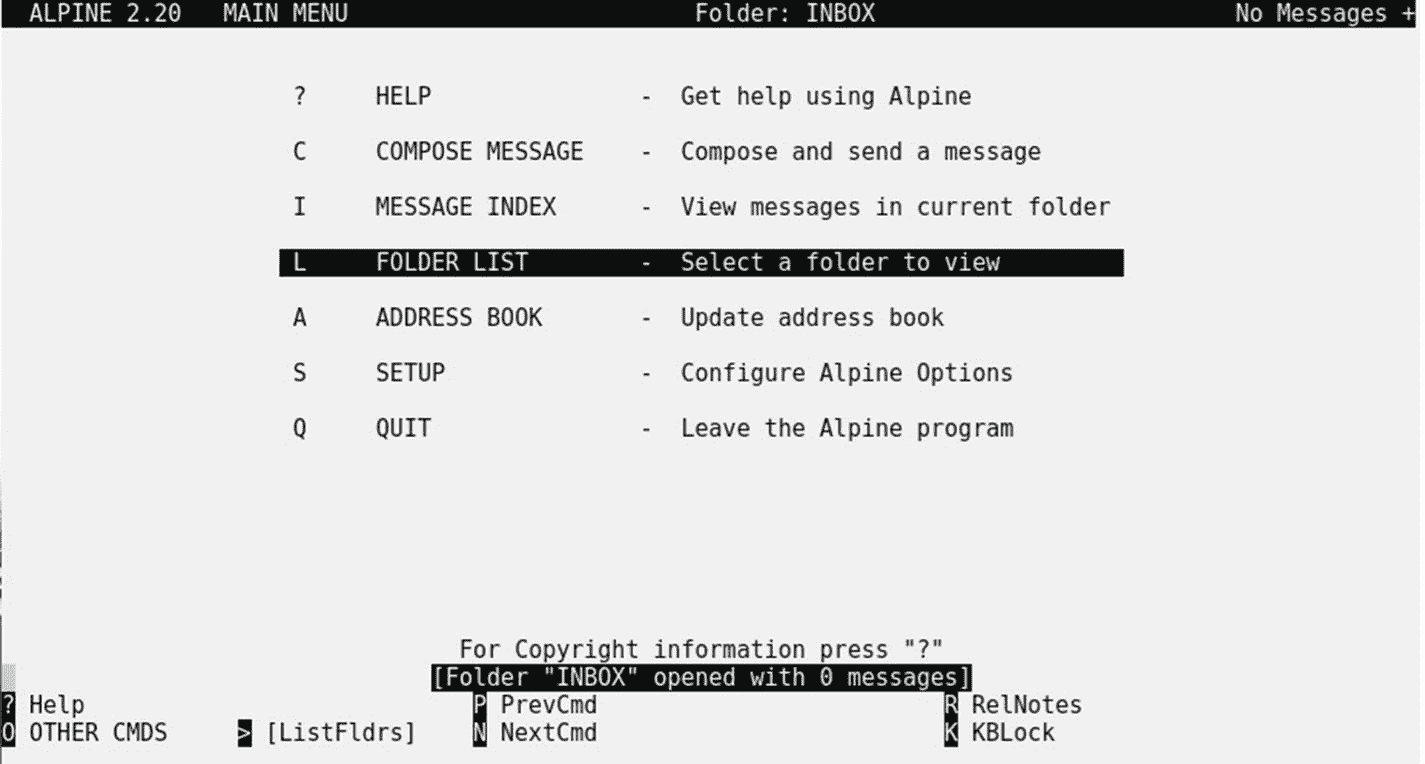 ALPINE 2.20   MAIN MENU                         Folder: INBOX                          No Messages +
?     HELP               -  Get help using Alpine
C     COMPOSE MESSAGE    -  Compose and send a message
I     MESSAGE INDEX      -  View messages in current folder
L     FOLDER LIST        -  Select a folder to view
A     ADDRESS BOOK       -  Update address book
S     SETUP              -  Configure Alpine Options
Q     QUIT               -  Leave the Alpine program
For Copyright information press "?"
[Folder "INBOX" opened with 0 messages]
? Help                            P PrevCmd                         R RelNotes
O OTHER CMDS     > [ListFldrs]    N NextCmd                         K KBLock